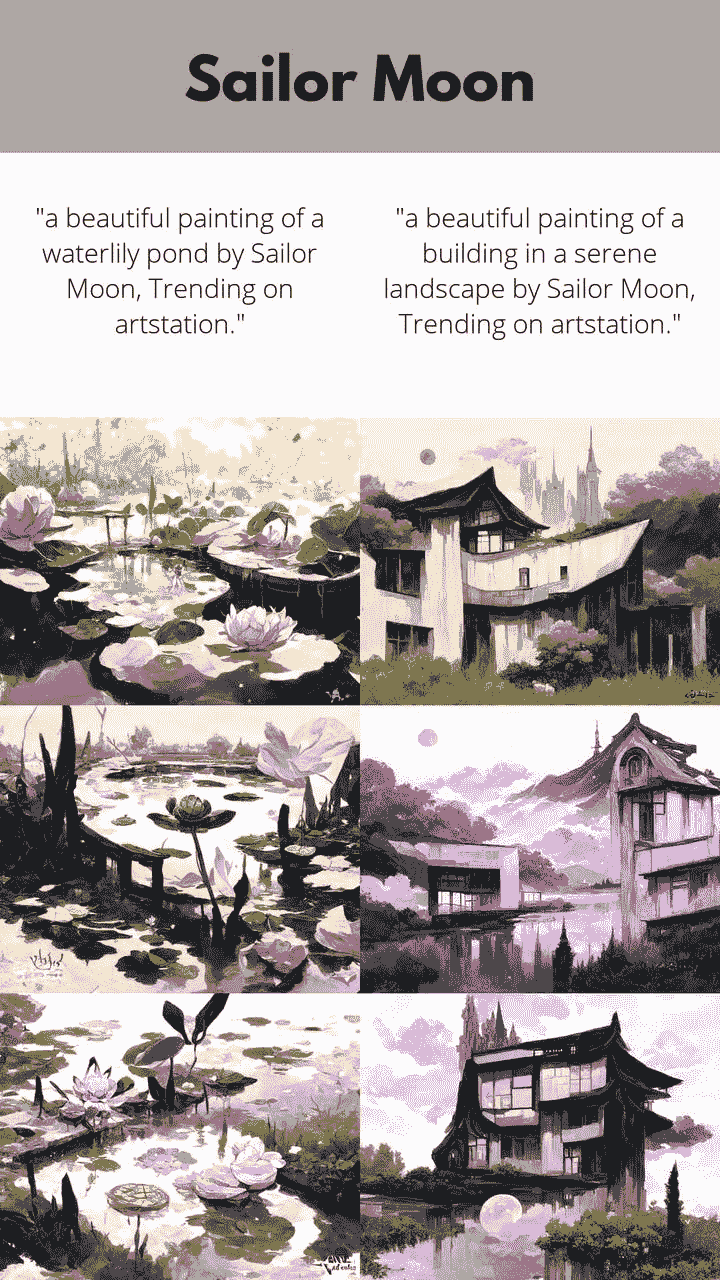 Sailor Moon
"a beautiful painting of a
waterlily pond by Sailor
Moon, Trending on
artstation."
"a beautiful painting of a
building in a serene
landscape by Sailor Moon,
Trending on artstation."